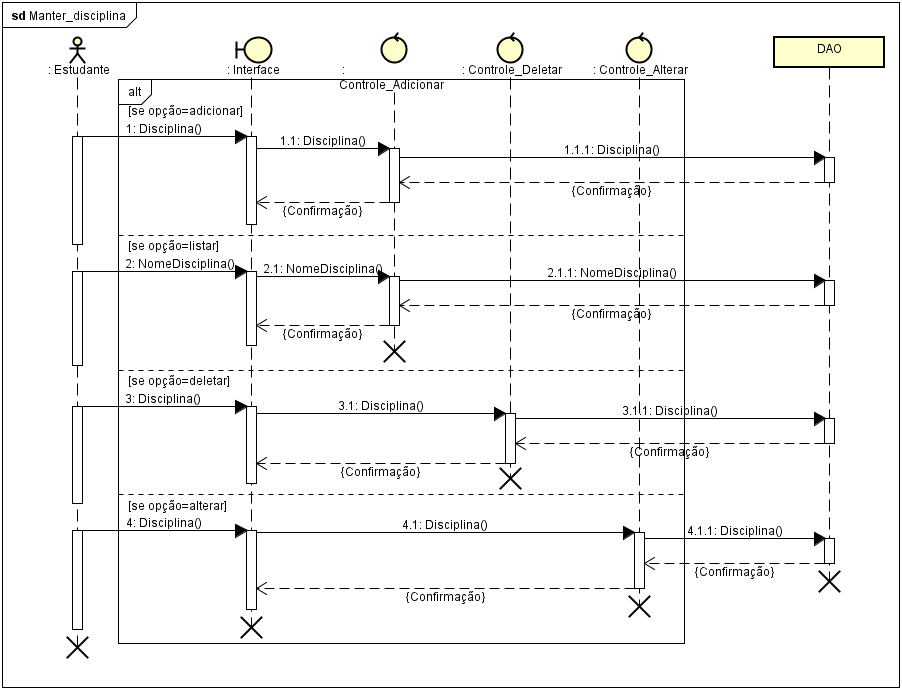 sd Manter_disciplina
: Estudante
: Interface
:
Controle_Adicionar
: Controle_Deletar
: Controle_Alterar
DAO
alt
[se opção=adicionar]
1: Disciplina()
1.1: Disciplina()
1.1.1: Disciplina()
{Confirmação}
{Confirmação}
[se opção=listar]
2: NomeDisciplina()
2.1: NomeDisciplina()
2.1.1: NomeDisciplina()
{Confirmação}
{Confirmação}
[se opção=deletar]
3: Disciplina()
3.1: Disciplina()
3.1.1: Disciplina()
{Confirmação}
{Confirmação}
[se opção=alterar]
4: Disciplina()
4.1: Disciplina()
4.1.1: Disciplina()
{Confirmação}
{Confirmação}